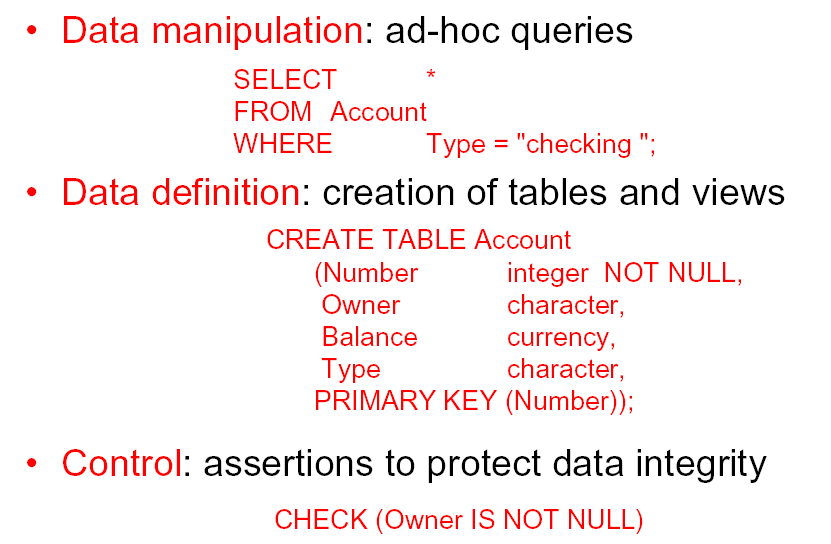 • Data manipulation: ad-hoc queries
SELECT *
FROM Account
WHERE Type = "checking ";
• Data definition: creation of tables and views
CREATE TABLE Account
(Number integer NOT NULL,
Owner character,
Balance currency,
Type character,
PRIMARY KEY (Number));
• Control: assertions to protect data integrity
CHECK (Owner IS NOT NULL)